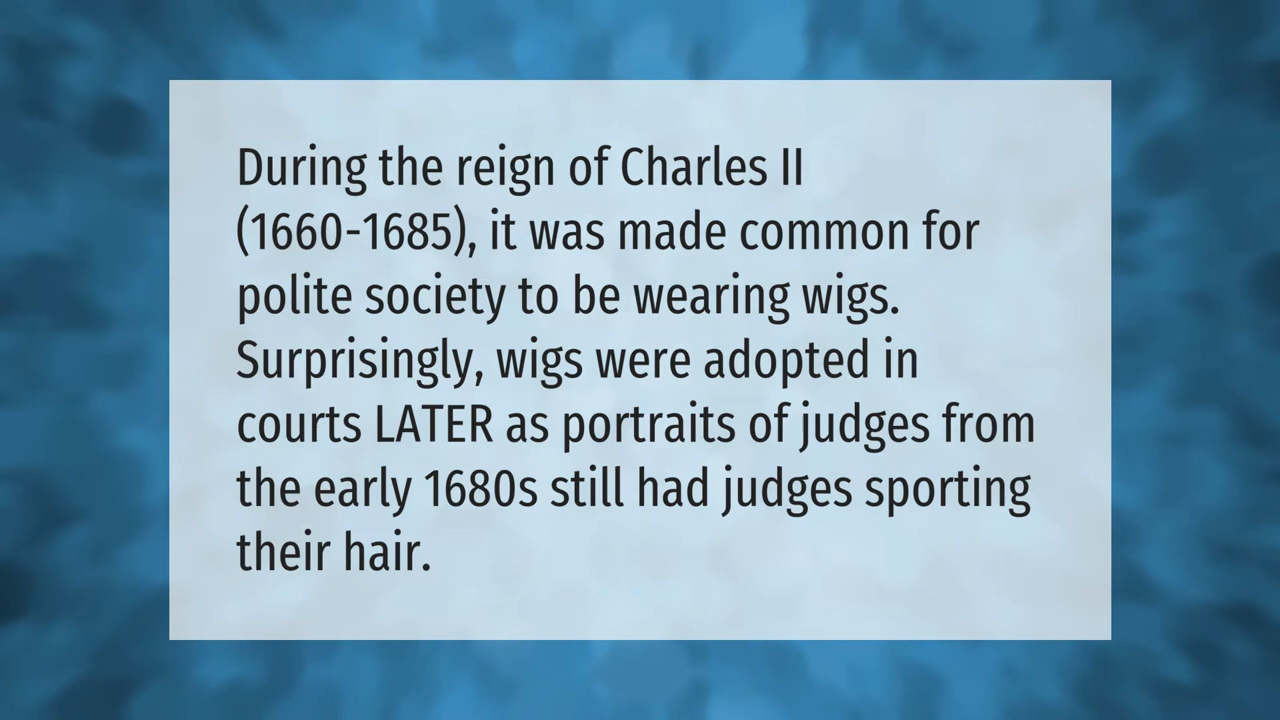 During the reign of Charles II
(1660-1685), it was made common for
polite society to be wearing wigs.
Surprisingly, wigs were adopted in
courts LATER as portraits of judges from
the early 1680s still had judges sporting
their hair.